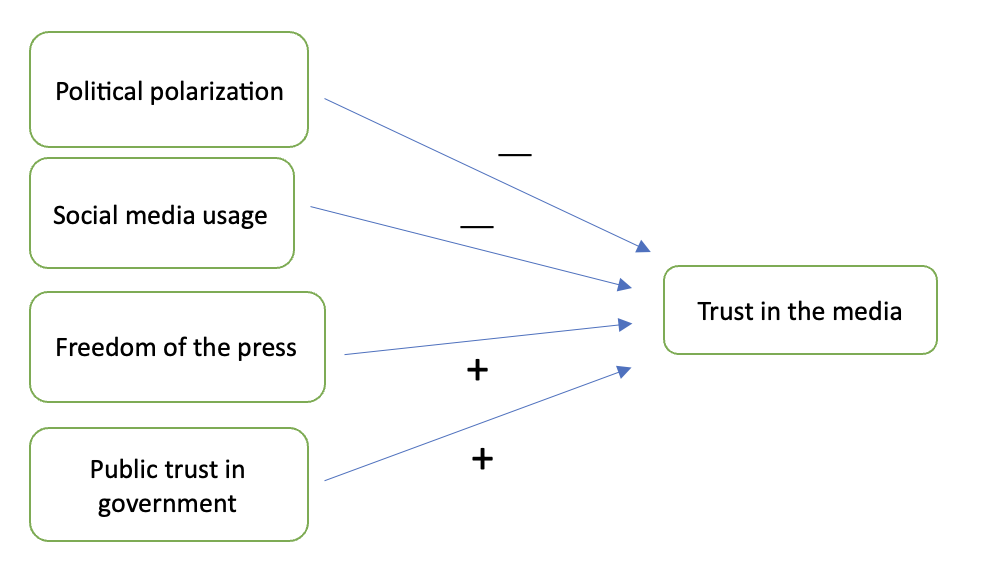 Political polarization
—
Social media usage
—
Trust in the media
Freedom of the press
+
+
Public trust in
government